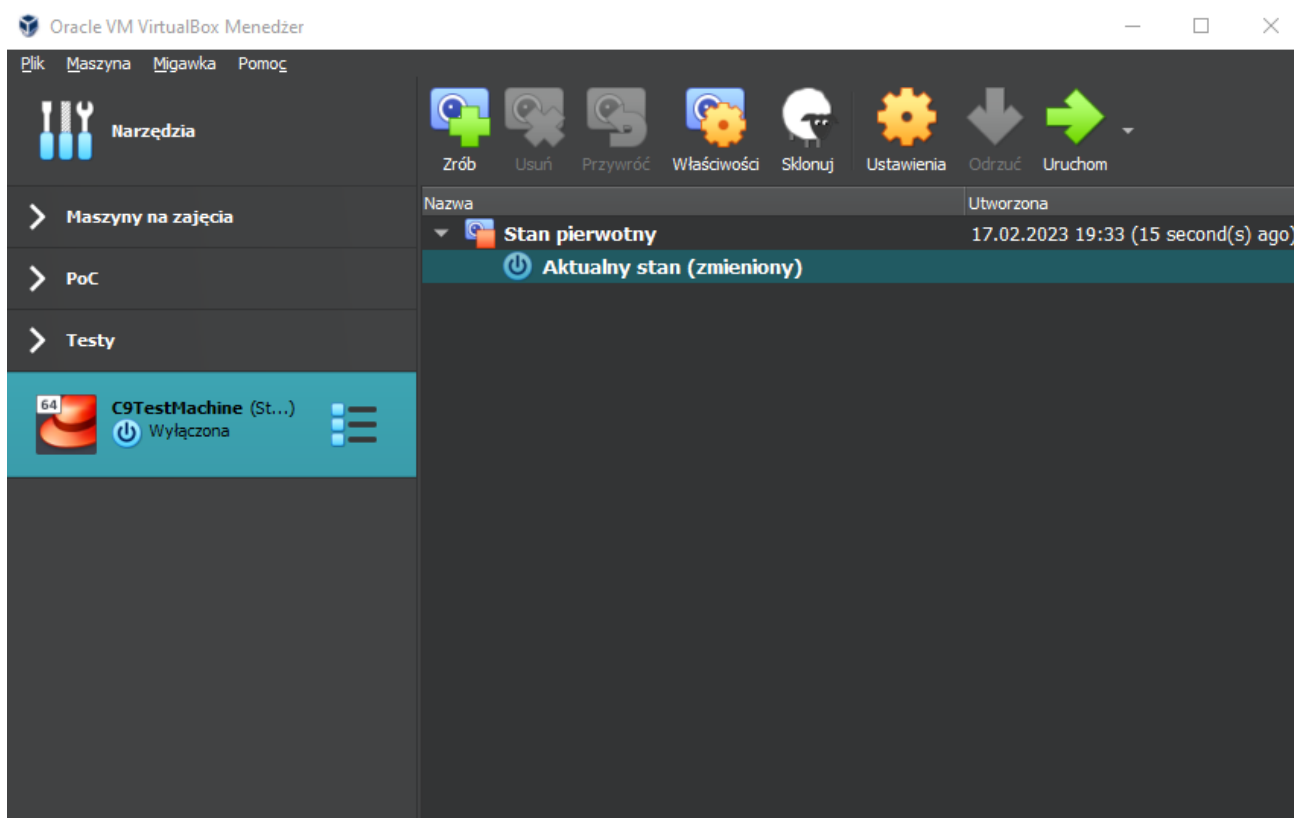 Oracle VM VirtualBox Menedżer
Plik Maszyna Migawka Pomoc
Narzędzia
Zrób Usuń Przywróć Właściwości Sklonuj Ustawienia Odrzuć Uruchom
Nazwa Utworzona
Maszyny na zajęcia
Stan pierwotny 17.02.2023 19:33 (15 second(s) ago)
Aktualny stan (zmieniony)
PoC
Testy
64
C9TestMachine (St...)
Wyłączona